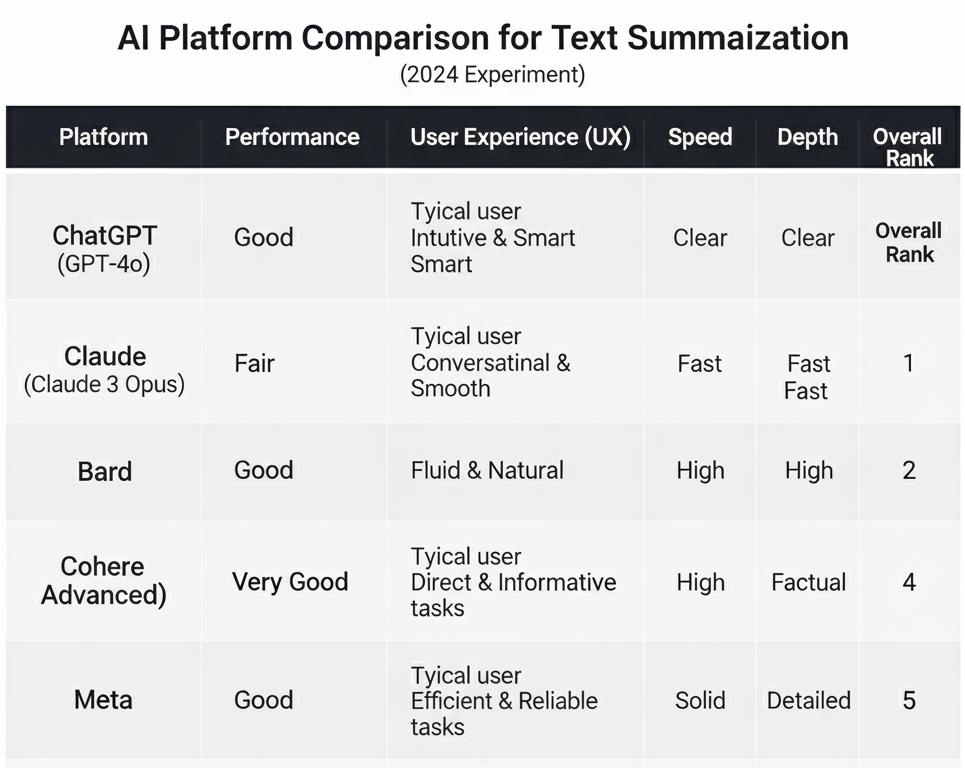 AI Platform Comparison for Text Summaization
(2024 Experiment)
Platform Performance User Experience (UX) Speed Depth Overall Rank
ChatGPT
(GPT-4o)
Good
Tyical user
Intutive & Smart
Smart
Clear
Clear
Overall
Rank
Claude
(Claude 3 Opus)
Fair
Tyical user
Conversatinal &
Smooth
Fast
Fast
Fast
1
Bard
Good
Fluid & Natural
High
High
2
Cohere
Advanced)
Very Good
Tyical user
Direct & Informative
tasks
High
Factual
4
Meta
Good
Tyical user
Efficient & Reliable
tasks
Solid
Detailed
5